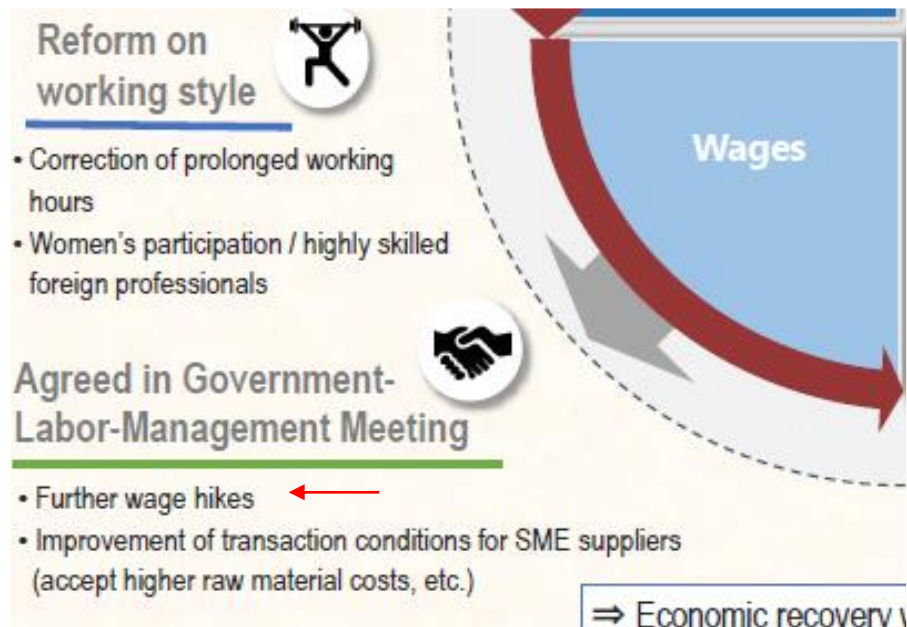 Reform on
working style
Wages
• Correction of prolonged working
hours
• Women's participation / highly skilled
foreign professionals
Agreed in Government-
Labor-Management Meeting
• Further wage hikes
• Improvement of transaction conditions for SME suppliers
(accept higher raw material costs, etc.)
⇒ Economic recovery